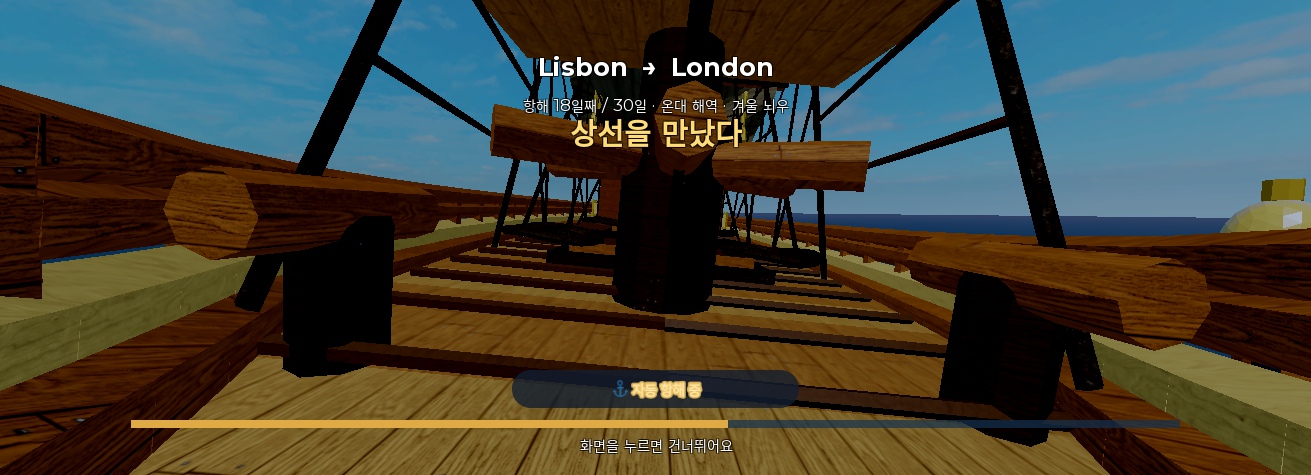 Lisbon → London
항해 18일째 / 30일 · 온대 해역 · 겨울 뇌우
상선을 만났다
⚓ 자동 항해 중
화면을 누르면 건너뛰어요